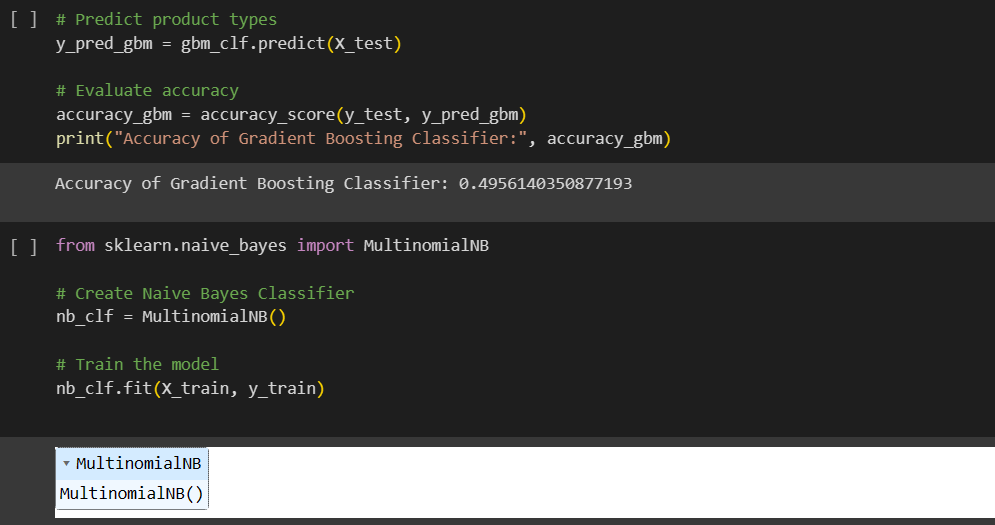 [ ] # Predict product types
y_pred_gbm = gbm_clf.predict(X_test)
# Evaluate accuracy
accuracy_gbm = accuracy_score(y_test, y_pred_gbm)
print("Accuracy of Gradient Boosting Classifier:", accuracy_gbm)
Accuracy of Gradient Boosting Classifier: 0.4956140350877193
[ ] from sklearn.naive_bayes import MultinomialNB
# Create Naive Bayes Classifier
nb_clf = MultinomialNB()
# Train the model
nb_clf.fit(X_train, y_train)
▾ MultinomialNB
MultinomialNB()